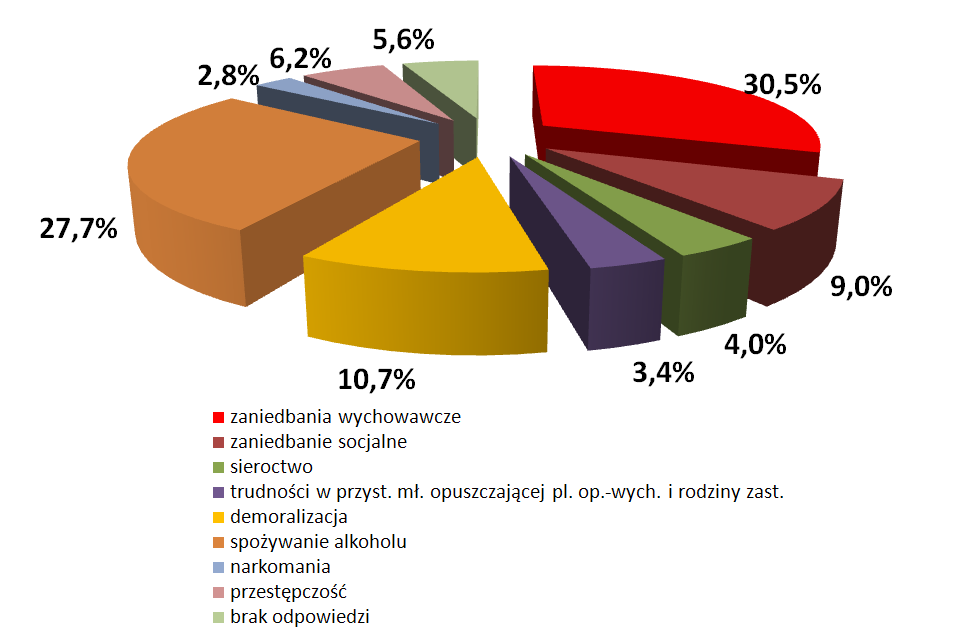 5,6%
6,2%
2,8%
30,5%
27,7%
9,0%
4,0%
3,4%
10,7%
zaniedbania wychowawcze
zaniedbanie socjalne
sieroctwo
trudności w przyst. mł. opuszczającej pl. op.-wych. i rodziny zast.
demoralizacja
spożywanie alkoholu
narkomania
przestępczość
brak odpowiedzi